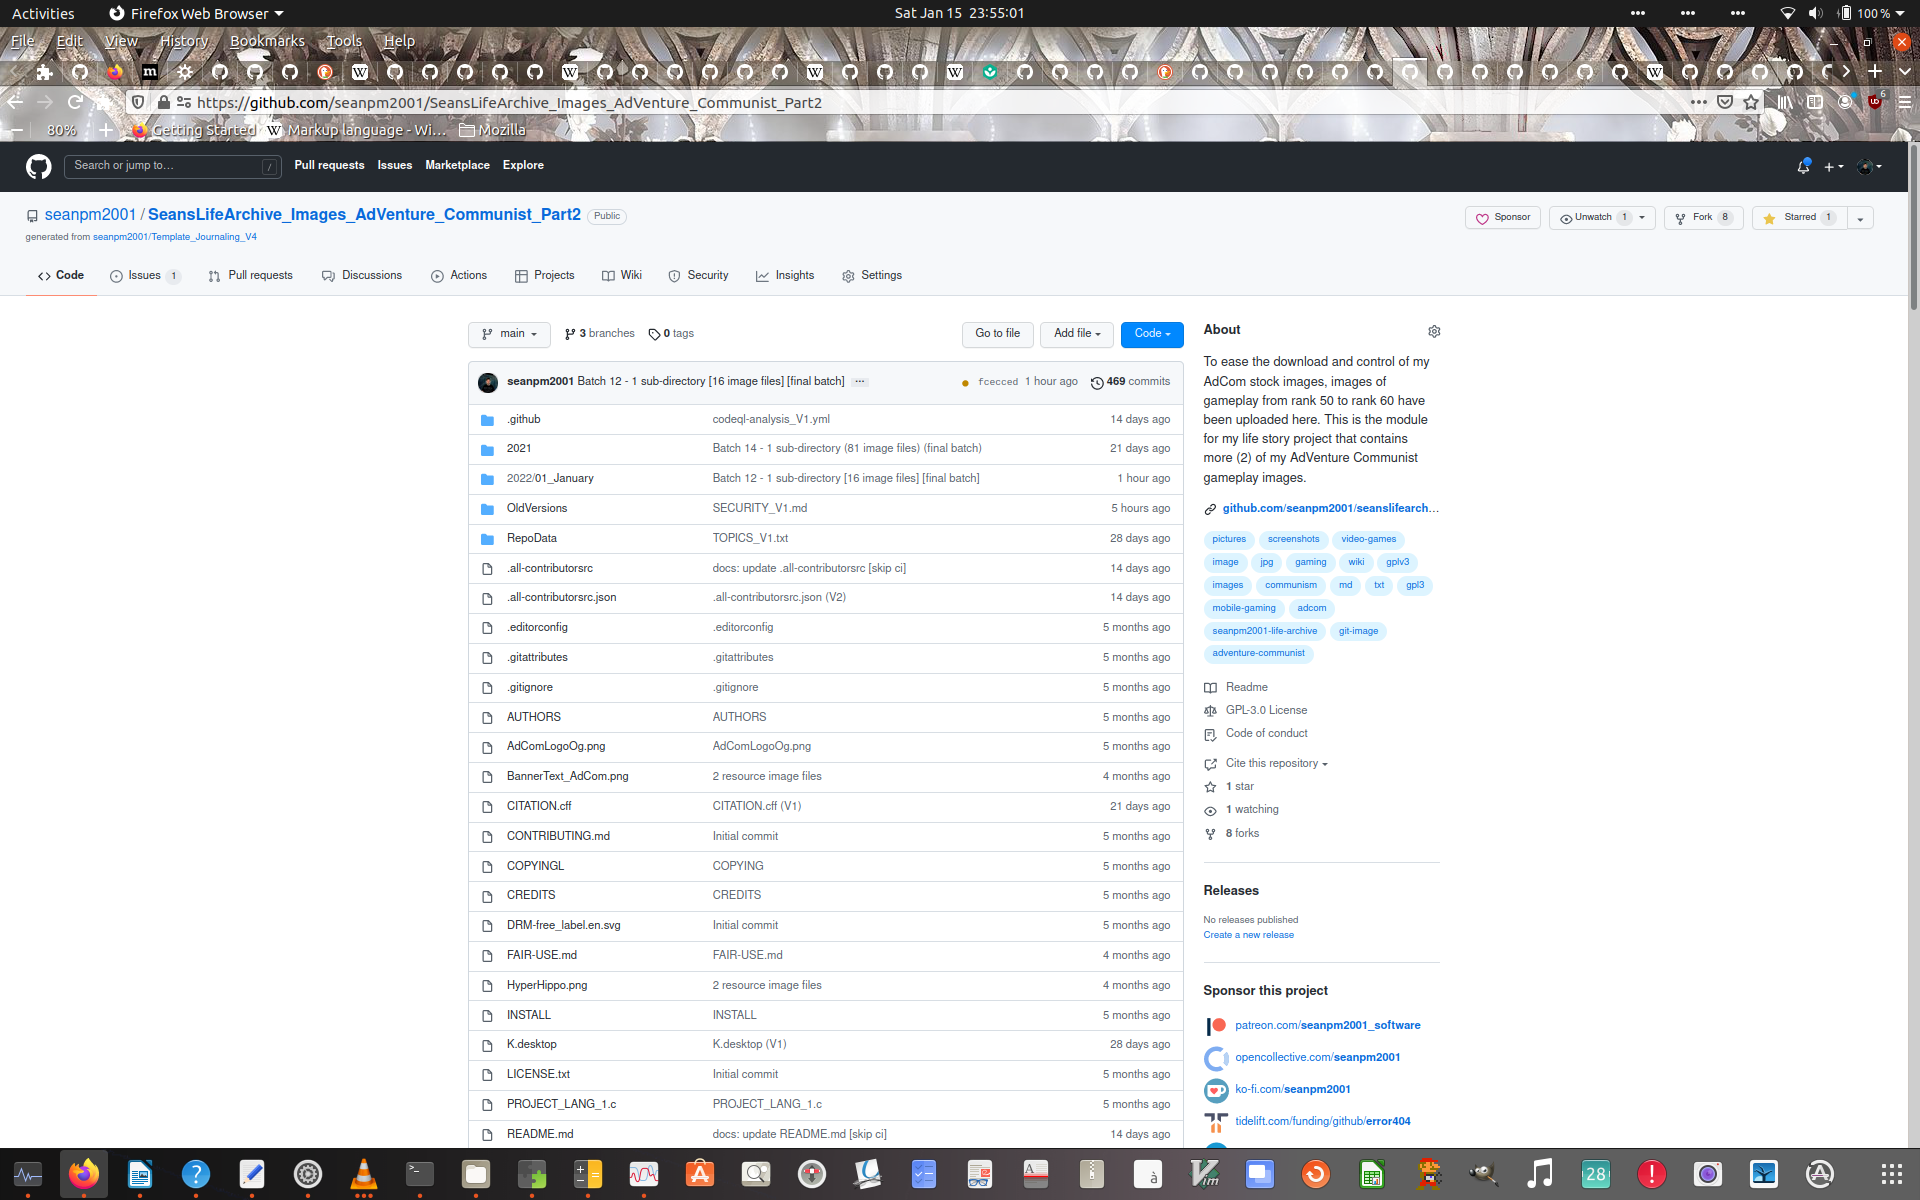 Activities
Firefox Web Browser
Sat Jan 15 23:55:01
100 %
File Edit View History Bookmarks Tools Help
https://github.com/seanpm2001/SeansLifeArchive_Images_AdVenture_Communist_Part2
6
80%
Getting Started
Markup language - Wi…
Mozilla
Search or jump to…
/
Pull requests Issues Marketplace Explore
seanpm2001 / SeansLifeArchive_Images_AdVenture_Communist_Part2 Public
generated from seanpm2001/Template_Journaling_V4
Sponsor
Unwatch 1
Fork 8
Starred 1
Code
Issues 1
Pull requests
Discussions
Actions
Projects
Wiki
Security
Insights
Settings
main
3 branches
0 tags
Go to file
Add file
Code
seanpm2001 Batch 12 - 1 sub-directory [16 image files] [final batch] ...
fcecced 1 hour ago
469 commits
.github codeql-analysis_V1.yml 14 days ago
2021 Batch 14 - 1 sub-directory (81 image files) (final batch) 21 days ago
2022/01_January Batch 12 - 1 sub-directory [16 image files] [final batch] 1 hour ago
OldVersions SECURITY_V1.md 5 hours ago
RepoData TOPICS_V1.txt 28 days ago
.all-contributorsrc docs: update .all-contributorsrc [skip ci] 14 days ago
.all-contributorsrc.json .all-contributorsrc.json (V2) 14 days ago
.editorconfig .editorconfig 5 months ago
.gitattributes .gitattributes 5 months ago
.gitignore .gitignore 5 months ago
AUTHORS AUTHORS 5 months ago
AdComLogoOg.png AdComLogoOg.png 5 months ago
BannerText_AdCom.png 2 resource image files 4 months ago
CITATION.cff CITATION.cff (V1) 21 days ago
CONTRIBUTING.md Initial commit 5 months ago
COPYINGL COPYING 5 months ago
CREDITS CREDITS 5 months ago
DRM-free_label.en.svg Initial commit 5 months ago
FAIR-USE.md FAIR-USE.md 4 months ago
HyperHippo.png 2 resource image files 4 months ago
INSTALL INSTALL 5 months ago
K.desktop K.desktop (V1) 28 days ago
LICENSE.txt Initial commit 5 months ago
PROJECT_LANG_1.c PROJECT_LANG_1.c 5 months ago
README.md docs: update README.md [skip ci] 14 days ago
About
To ease the download and control of my
AdCom stock images, images of
gameplay from rank 50 to rank 60 have
been uploaded here. This is the module
for my life story project that contains
more (2) of my AdVenture Communist
gameplay images.
github.com/seanpm2001/seanslifearch…
pictures screenshots video-games
image jpg gaming wiki gplv3
images communism md txt gpl3
mobile-gaming adcom
seanpm2001-life-archive git-image
adventure-communist
Readme
GPL-3.0 License
Code of conduct
Cite this repository
1 star
1 watching
8 forks
Releases
No releases published
Create a new release
Sponsor this project
patreon.com/seanpm2001_software
opencollective.com/seanpm2001
ko-fi.com/seanpm2001
tidelift.com/funding/github/error404
28